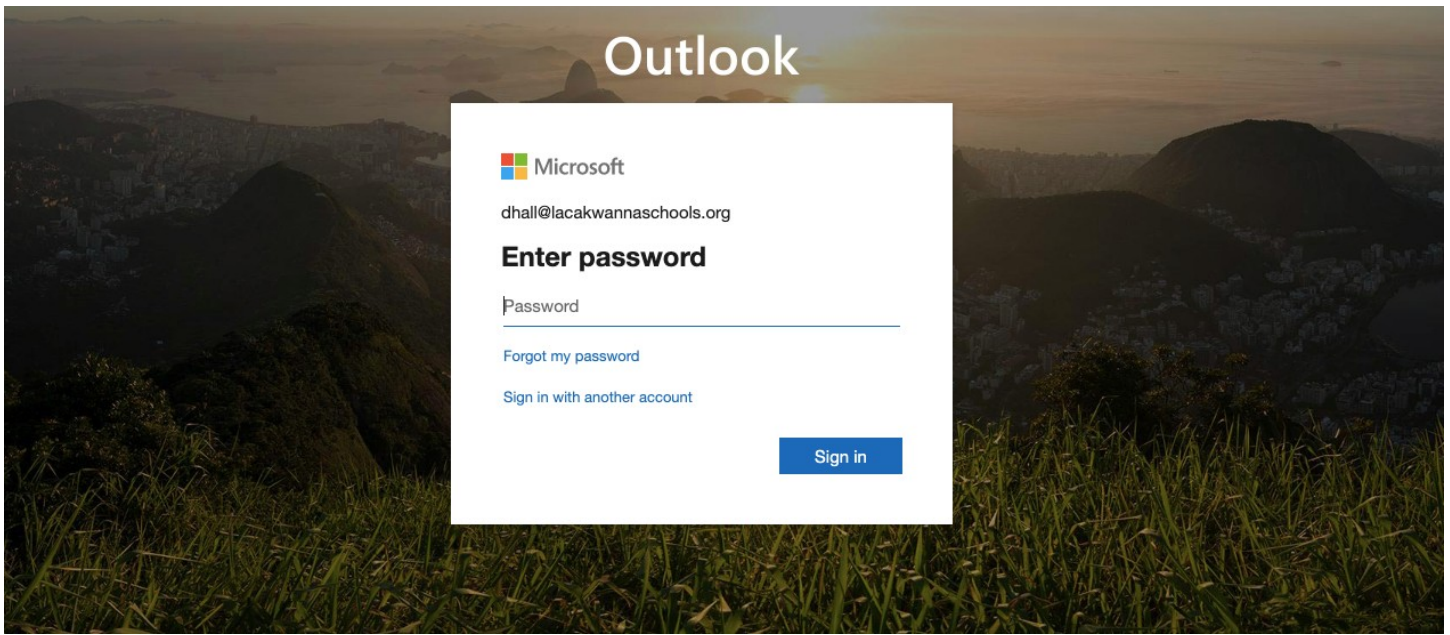 Outlook
Microsoft
dhall@lacakwannaschools.org
Enter password
Password
Forgot my password
Sign in with another account
Sign in